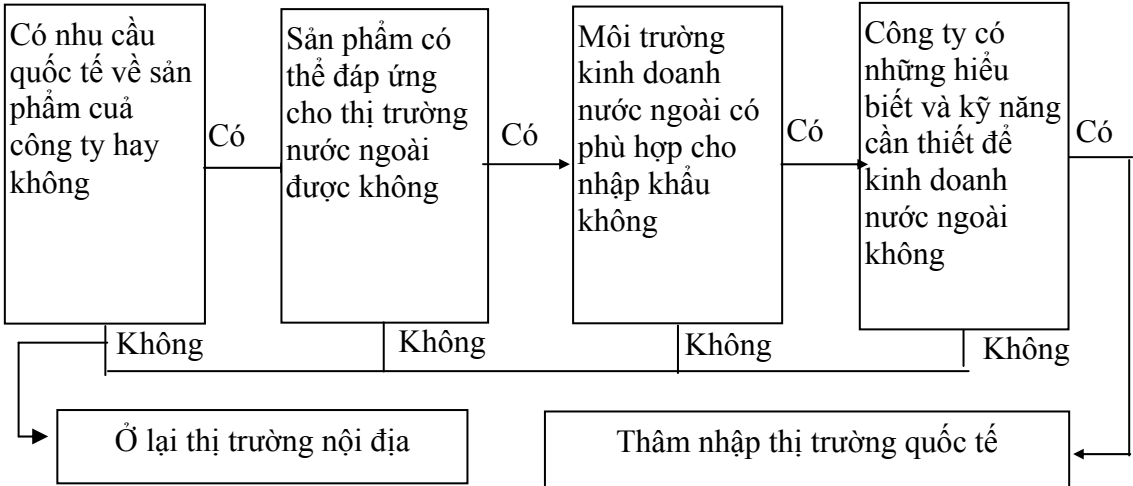 Có nhu cầu
quốc tế về sản
phẩm cuả
công ty hay
không
Có
Sản phẩm có
thể đáp ứng
cho thị trường
nước ngoài
được không
Có
Môi trường
kinh doanh
nước ngoài có
phù hợp cho
nhập khẩu
không
Có
Công ty có
những hiểu
biết và kỹ năng
cần thiết để
kinh doanh
nước ngoài
không
Có
Không
Không
Không
Không
Ở lại thị trường nội địa
Thâm nhập thị trường quốc tế